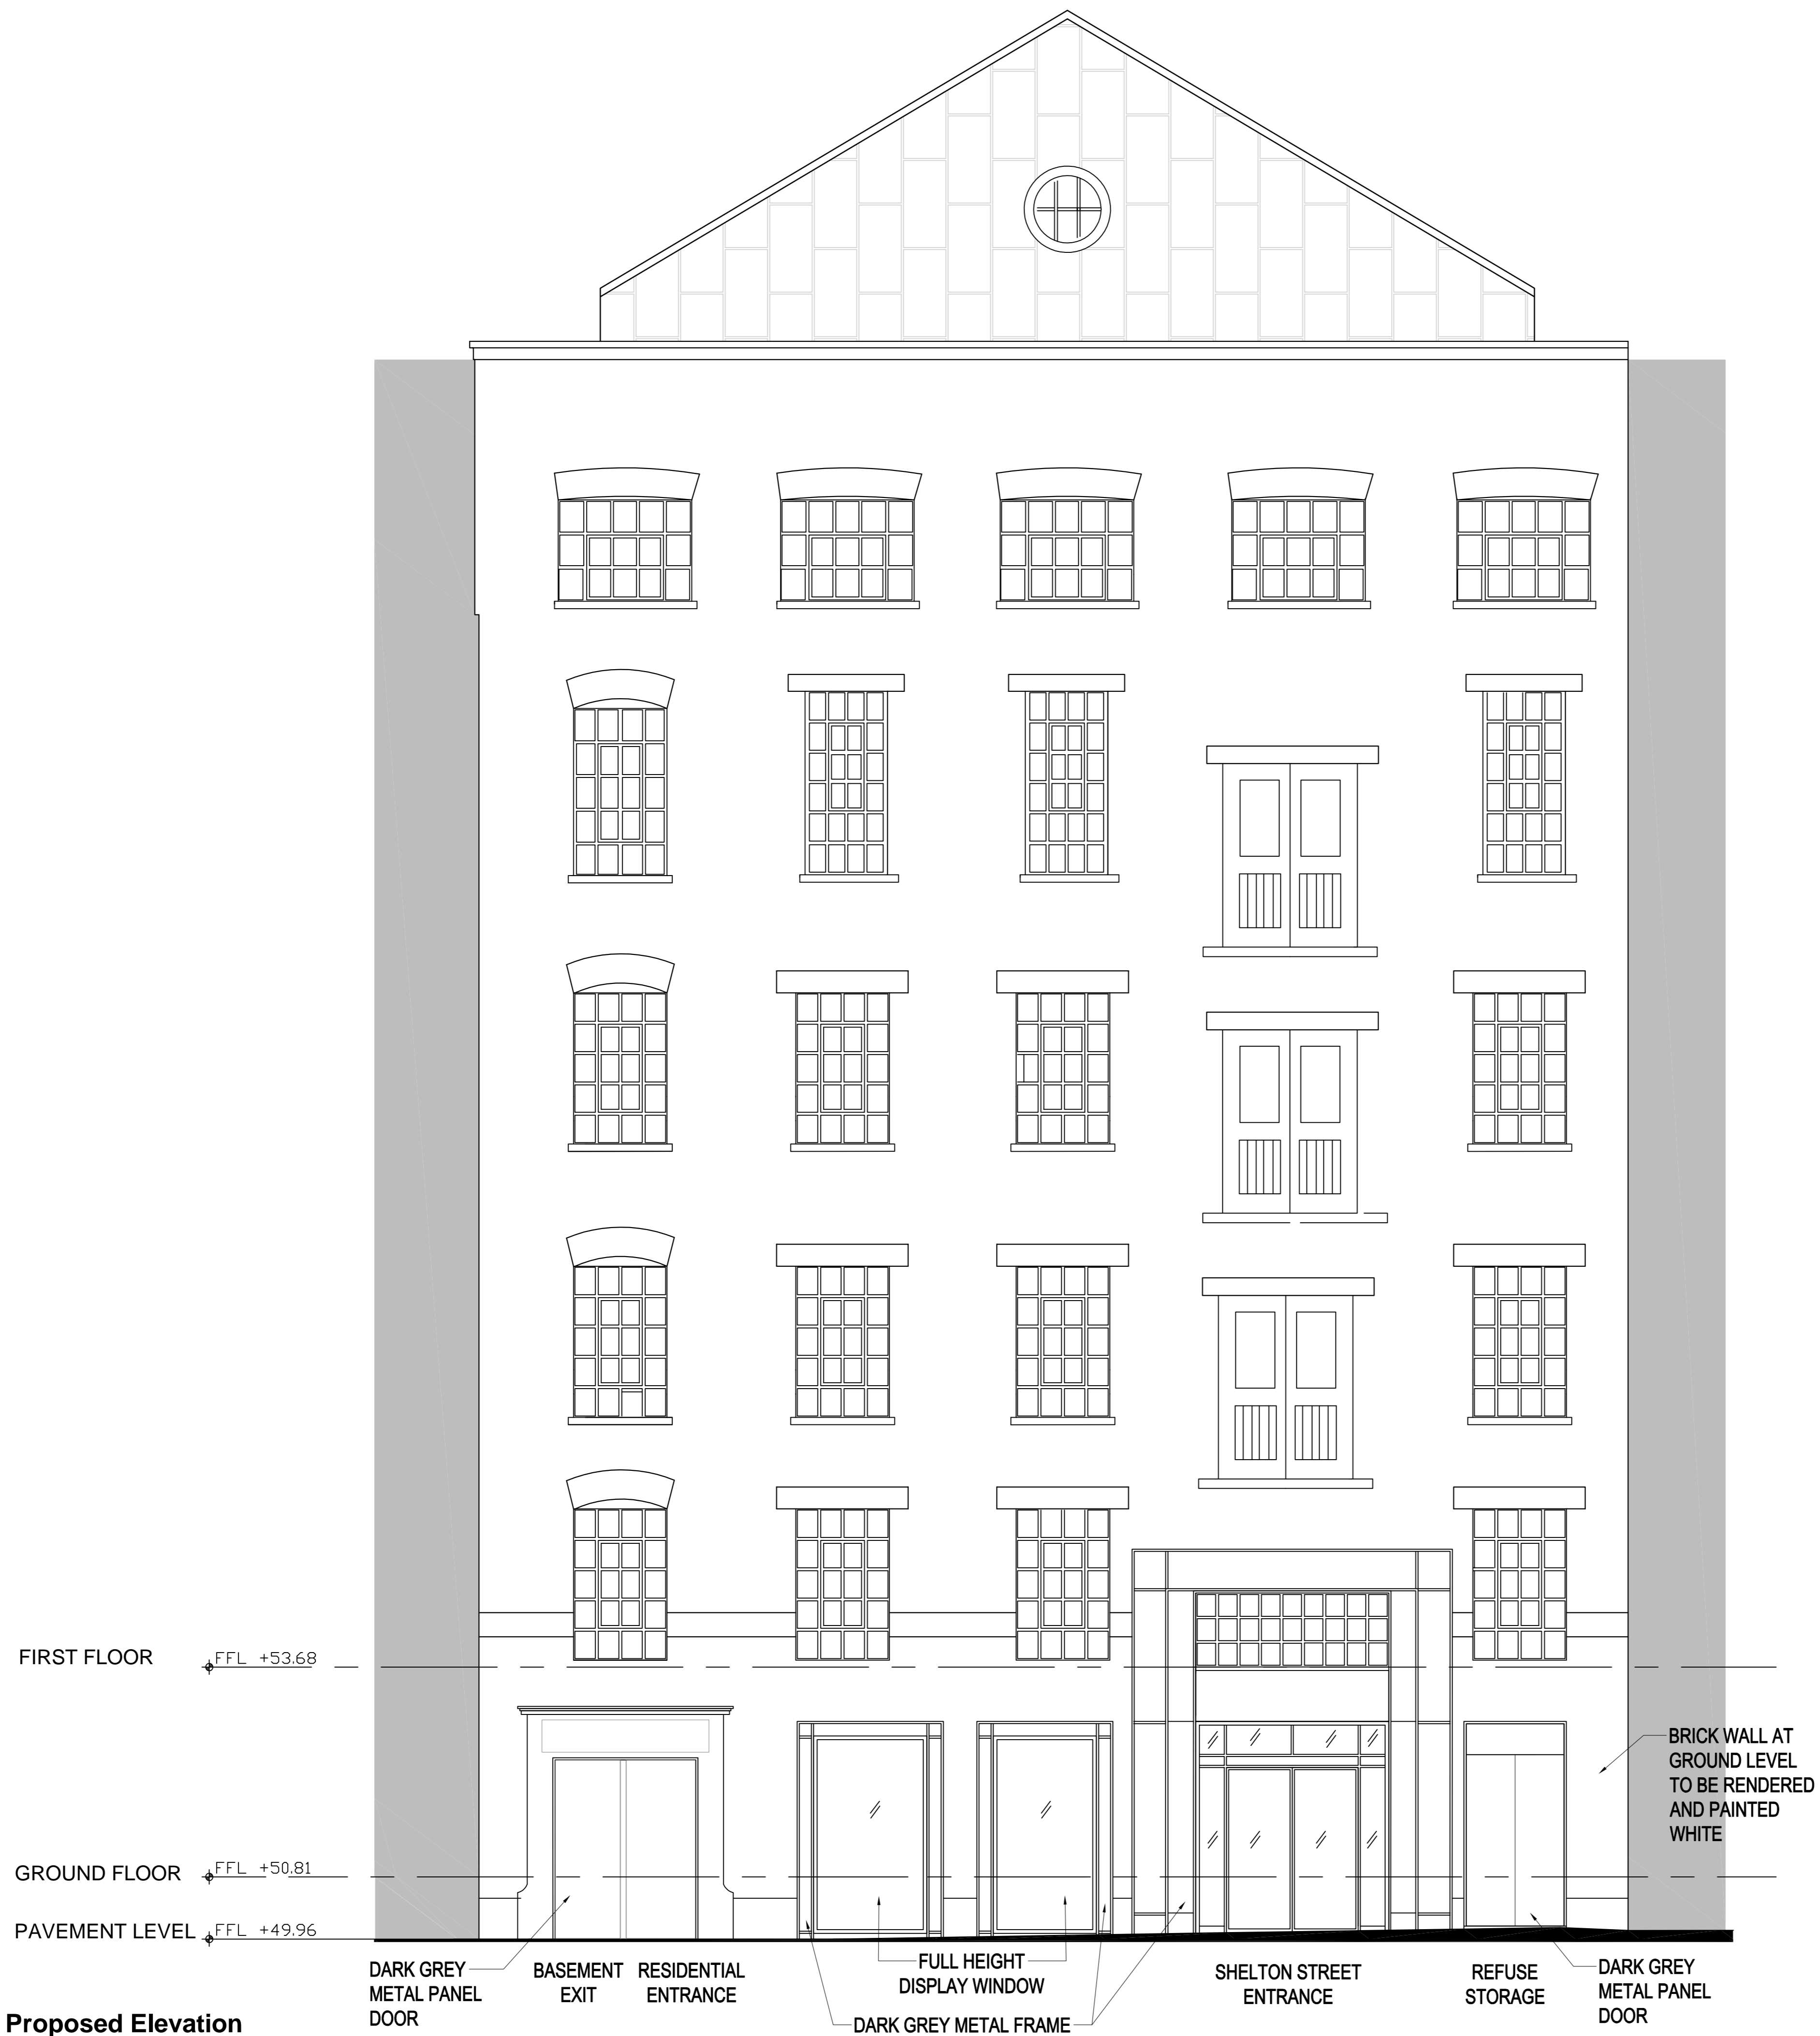 FIRST FLOOR
FFL +53.68
BRICK WALL AT
GROUND LEVEL
TO BE RENDERED
AND PAINTED
WHITE
GROUND FLOOR
FFL +50.81
PAVEMENT LEVEL
FFL +49.96
DARK GREY
METAL PANEL
DOOR
BASEMENT
EXIT
RESIDENTIAL
ENTRANCE
FULL HEIGHT
DISPLAY WINDOW
DARK GREY METAL FRAME
SHELTON STREET
ENTRANCE
REFUSE
STORAGE
DARK GREY
METAL PANEL
DOOR
Proposed Elevation